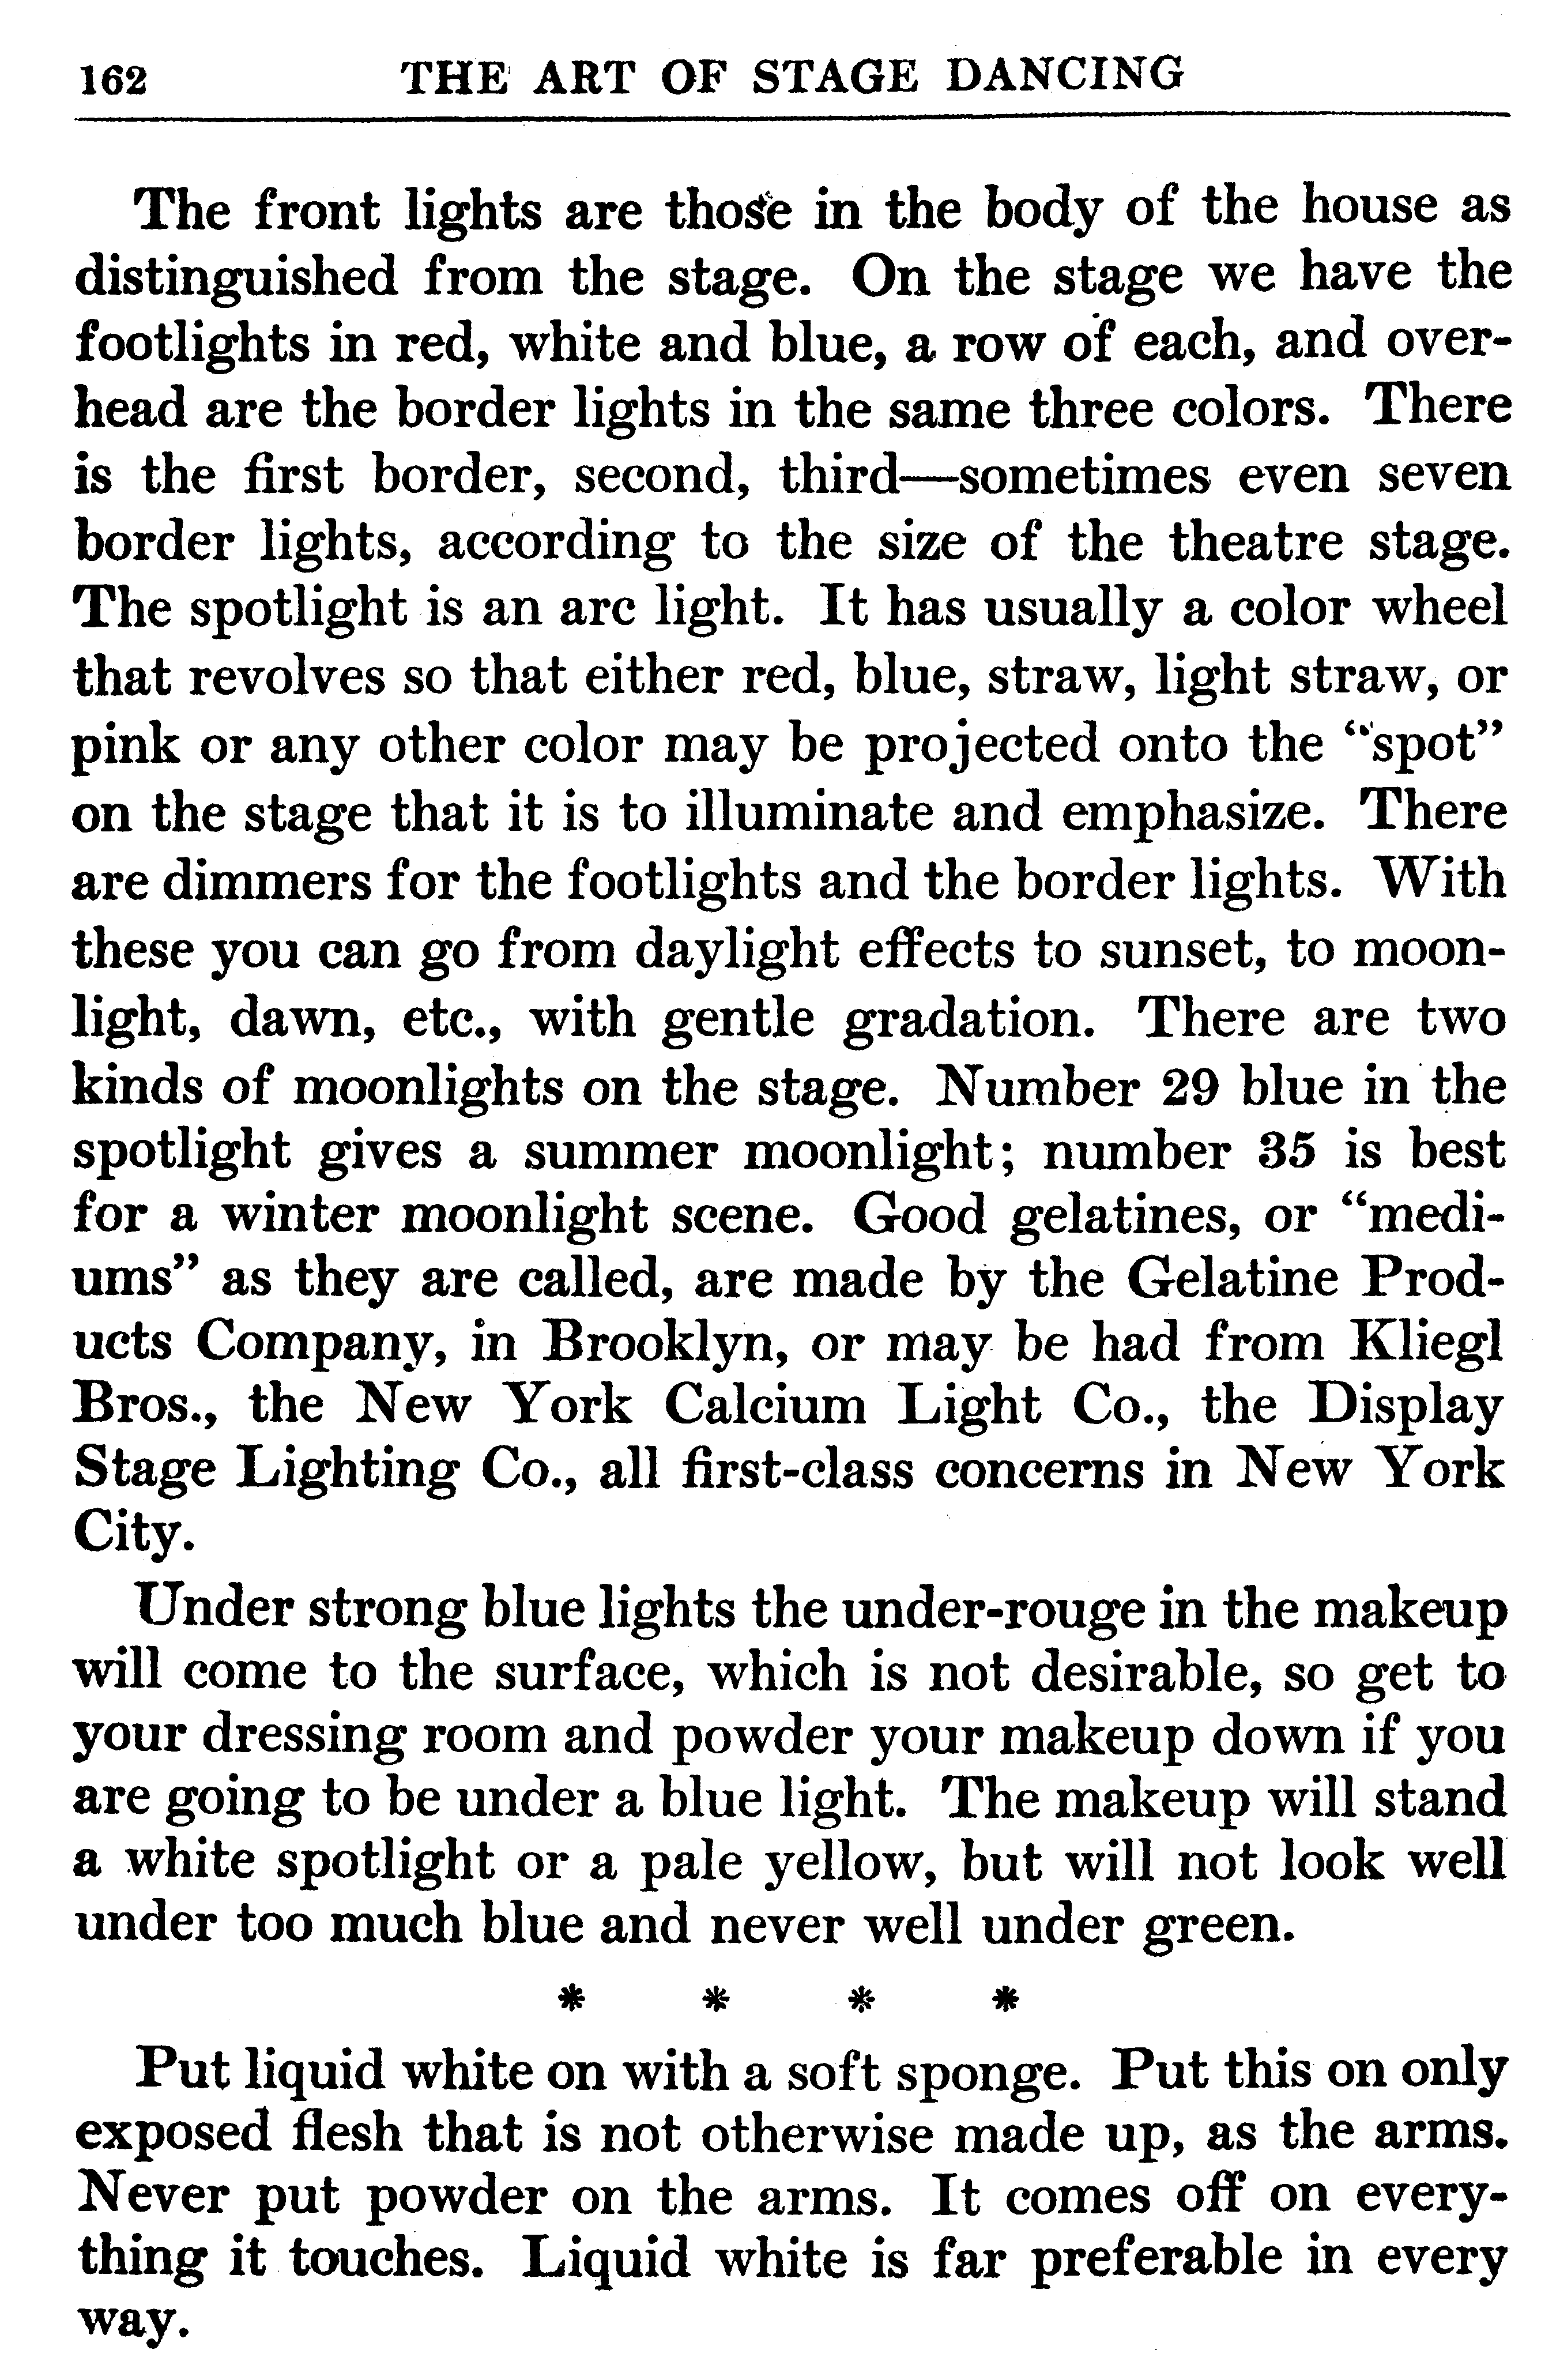 162 THE ART OF STAGE DANCING
The front lights are those in the body of the house as
distinguished from the stage. On the stage we have the
footlights in red, white and blue, a row of each, and over-
head are the border lights in the same three colors. There
is the first border, second, third—sometimes even seven
border lights, according to the size of the theatre stage.
The spotlight is an arc light. It has usually a color wheel
that revolves so that either red, blue, straw, light straw, or
pink or any other color may be projected onto the “spot”
on the stage that it is to illuminate and emphasize. There
are dimmers for the footlights and the border lights. With
these you can go from daylight effects to sunset, to moon-
light, dawn, etc., with gentle gradation. There are two
kinds of moonlights on the stage. Number 29 blue in the
spotlight gives a summer moonlight; number 35 is best
for a winter moonlight scene. Good gelatines, or “medi-
ums” as they are called, are made by the Gelatine Prod-
ucts Company, in Brooklyn, or may be had from Kliegl
Bros., the New York Calcium Light Co., the Display
Stage Lighting Co., all first-class concerns in New York
City.
Under strong blue lights the under-rouge in the makeup
will come to the surface, which is not desirable, so get to
your dressing room and powder your makeup down if you
are going to be under a blue light. The makeup will stand
a white spotlight or a pale yellow, but will not look well
under too much blue and never well under green.
* * * *
Put liquid white on with a soft sponge. Put this on only
exposed flesh that is not otherwise made up, as the arms.
Never put powder on the arms. It comes off on every-
thing it touches. Liquid white is far preferable in every
way.